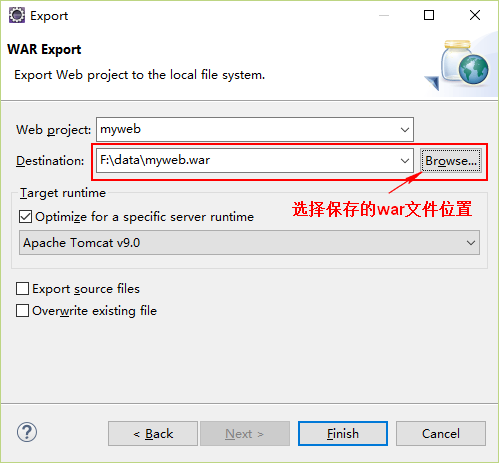 Export
WAR Export
Export Web project to the local file system.
Web project: myweb
Destination: F:\data\myweb.war Browse...
选择保存的war文件位置
Target runtime
Optimize for a specific server runtime
Apache Tomcat v9.0
Export source files
Overwrite existing file
? < Back Next > Finish Cancel